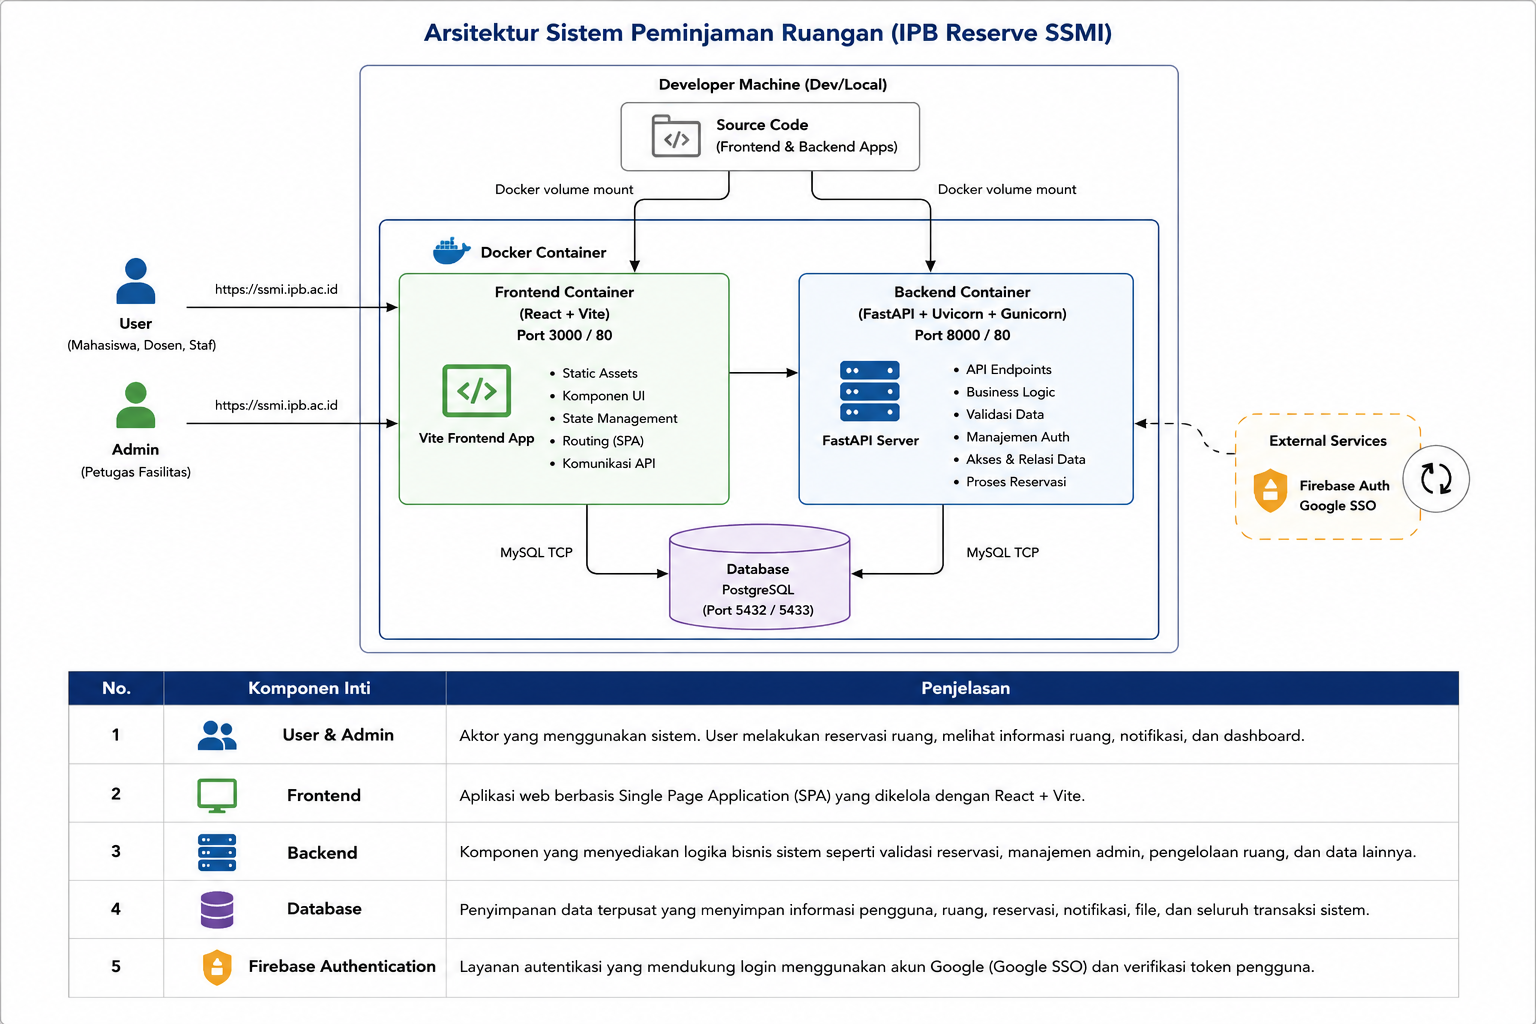 Arsitektur Sistem Peminjaman Ruangan (IPB Reserve SSMI)
Developer Machine (Dev/Local)
Source Code
(Frontend & Backend Apps)
Docker volume mount
Docker volume mount
Docker Container
https://ssmi.ipb.ac.id
User
(Mahasiswa, Dosen, Staf)
https://ssmi.ipb.ac.id
Admin
(Petugas Fasilitas)
Frontend Container
(React + Vite)
Port 3000 / 80
Vite Frontend App
• Static Assets
• Komponen UI
• State Management
• Routing (SPA)
• Komunikasi API
Backend Container
(FastAPI + Uvicorn + Gunicorn)
Port 8000 / 80
FastAPI Server
• API Endpoints
• Business Logic
• Validasi Data
• Manajemen Auth
• Akses & Relasi Data
• Proses Reservasi
External Services
Firebase Auth
Google SSO
MySQL TCP
MySQL TCP
Database
PostgreSQL
(Port 5432 / 5433)
No. Komponen Inti Penjelasan
1 User & Admin Aktor yang menggunakan sistem. User melakukan reservasi ruang, melihat informasi ruang, notifikasi, dan dashboard.
2 Frontend Aplikasi web berbasis Single Page Application (SPA) yang dikelola dengan React + Vite.
3 Backend Komponen yang menyediakan logika bisnis sistem seperti validasi reservasi, manajemen admin, pengelolaan ruang, dan data lainnya.
4 Database Penyimpanan data terpusat yang menyimpan informasi pengguna, ruang, reservasi, notifikasi, file, dan seluruh transaksi sistem.
5 Firebase Authentication Layanan autentikasi yang mendukung login menggunakan akun Google (Google SSO) dan verifikasi token pengguna.